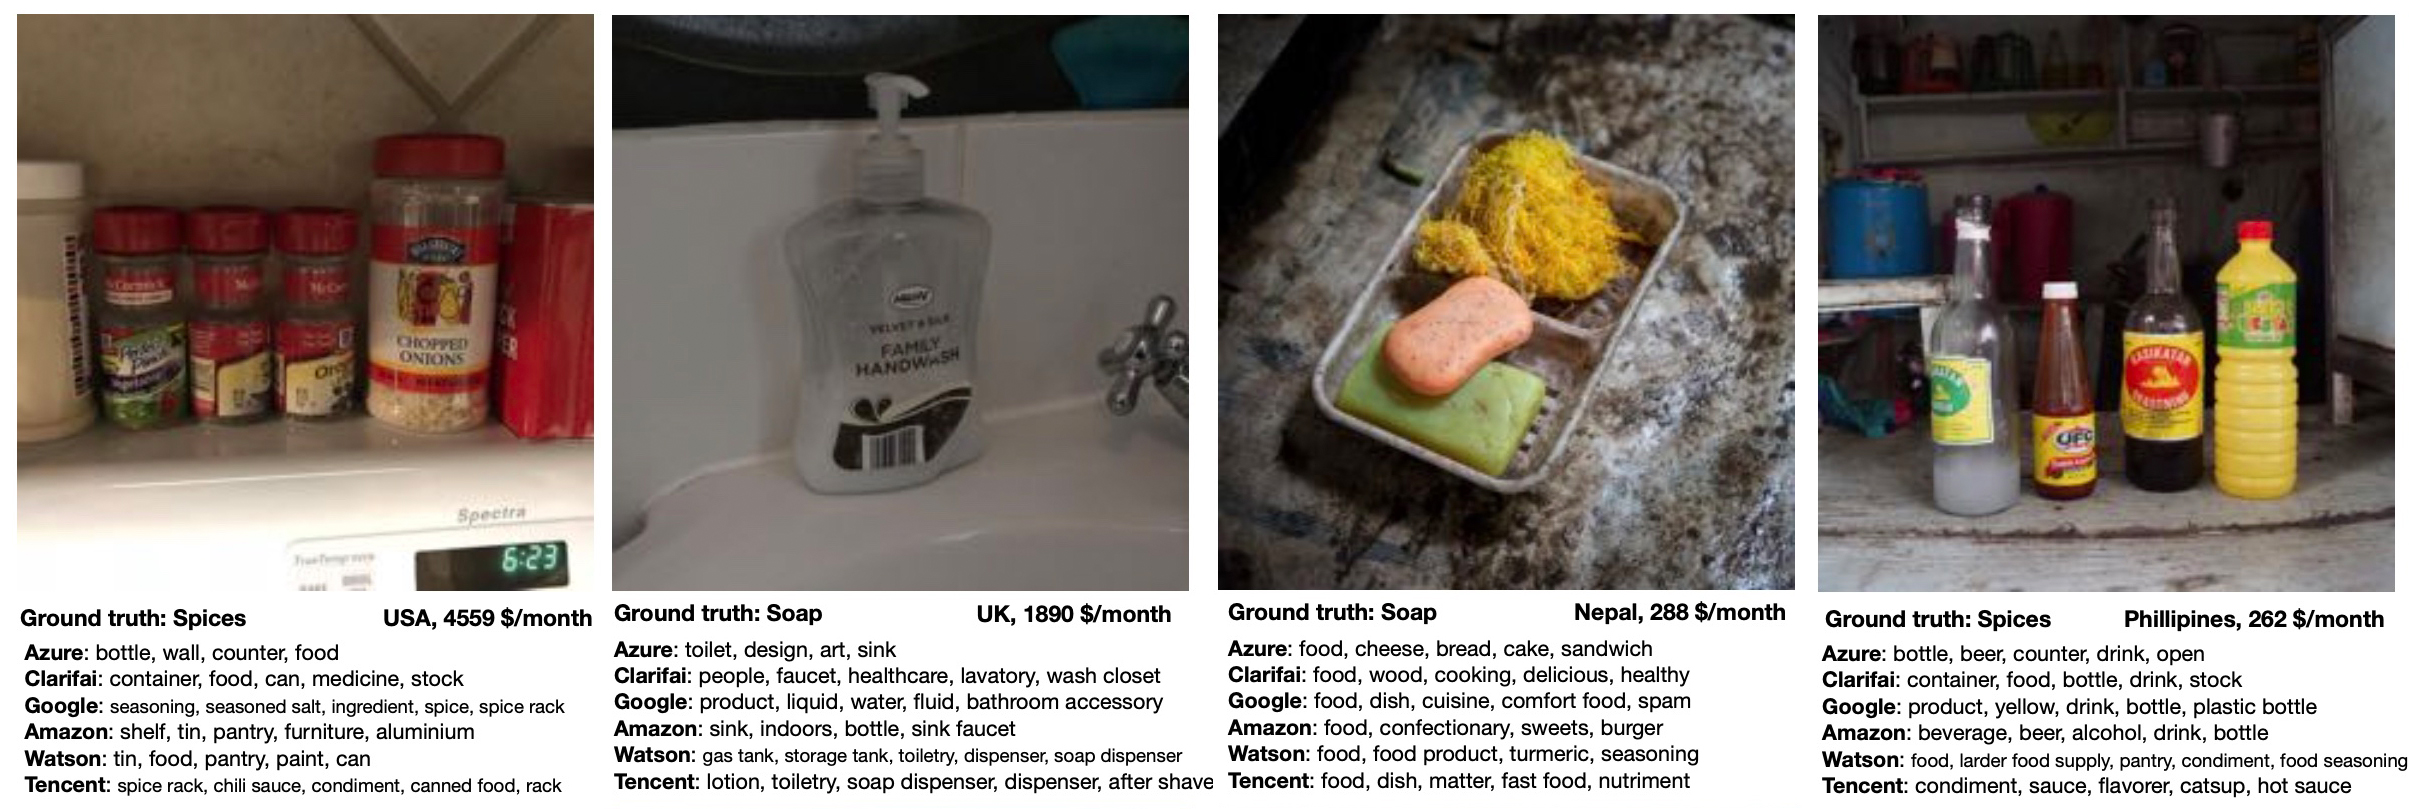 McCormick
McC
McCor
Perfect Pinch
Vegetable
Oro
CHOPPED
ONIONS
CK
ER
Spectra
TrueTemp
6:23
VELVET & SILK
FAMILY
HANDWASH
UFC
Ground truth: Spices USA, 4559 $/month
Azure: bottle, wall, counter, food
Clarifai: container, food, can, medicine, stock
Google: seasoning, seasoned salt, ingredient, spice, spice rack
Amazon: shelf, tin, pantry, furniture, aluminium
Watson: tin, food, pantry, paint, can
Tencent: spice rack, chili sauce, condiment, canned food, rack
Ground truth: Soap UK, 1890 $/month
Azure: toilet, design, art, sink
Clarifai: people, faucet, healthcare, lavatory, wash closet
Google: product, liquid, water, fluid, bathroom accessory
Amazon: sink, indoors, bottle, sink faucet
Watson: gas tank, storage tank, toiletry, dispenser, soap dispenser
Tencent: lotion, toiletry, soap dispenser, dispenser, after shave
Ground truth: Soap Nepal, 288 $/month
Azure: food, cheese, bread, cake, sandwich
Clarifai: food, wood, cooking, delicious, healthy
Google: food, dish, cuisine, comfort food, spam
Amazon: food, confectionary, sweets, burger
Watson: food, food product, turmeric, seasoning
Tencent: food, dish, matter, fast food, nutriment
Ground truth: Spices Phillipines, 262 $/month
Azure: bottle, beer, counter, drink, open
Clarifai: container, food, bottle, drink, stock
Google: product, yellow, drink, bottle, plastic bottle
Amazon: beverage, beer, alcohol, drink, bottle
Watson: food, larder food supply, pantry, condiment, food seasoning
Tencent: condiment, sauce, flavorer, catsup, hot sauce